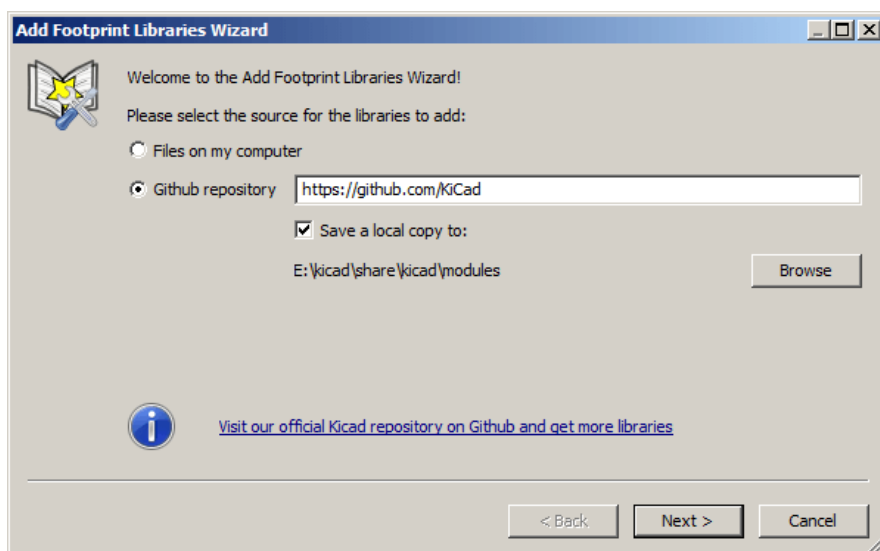 Add Footprint Libraries Wizard
Welcome to the Add Footprint Libraries Wizard!
Please select the source for the libraries to add:
Files on my computer
Github repository https://github.com/KiCad
Save a local copy to:
E:\kicad\share\kicad\modules Browse
Visit our official Kicad repository on Github and get more libraries
< Back Next > Cancel